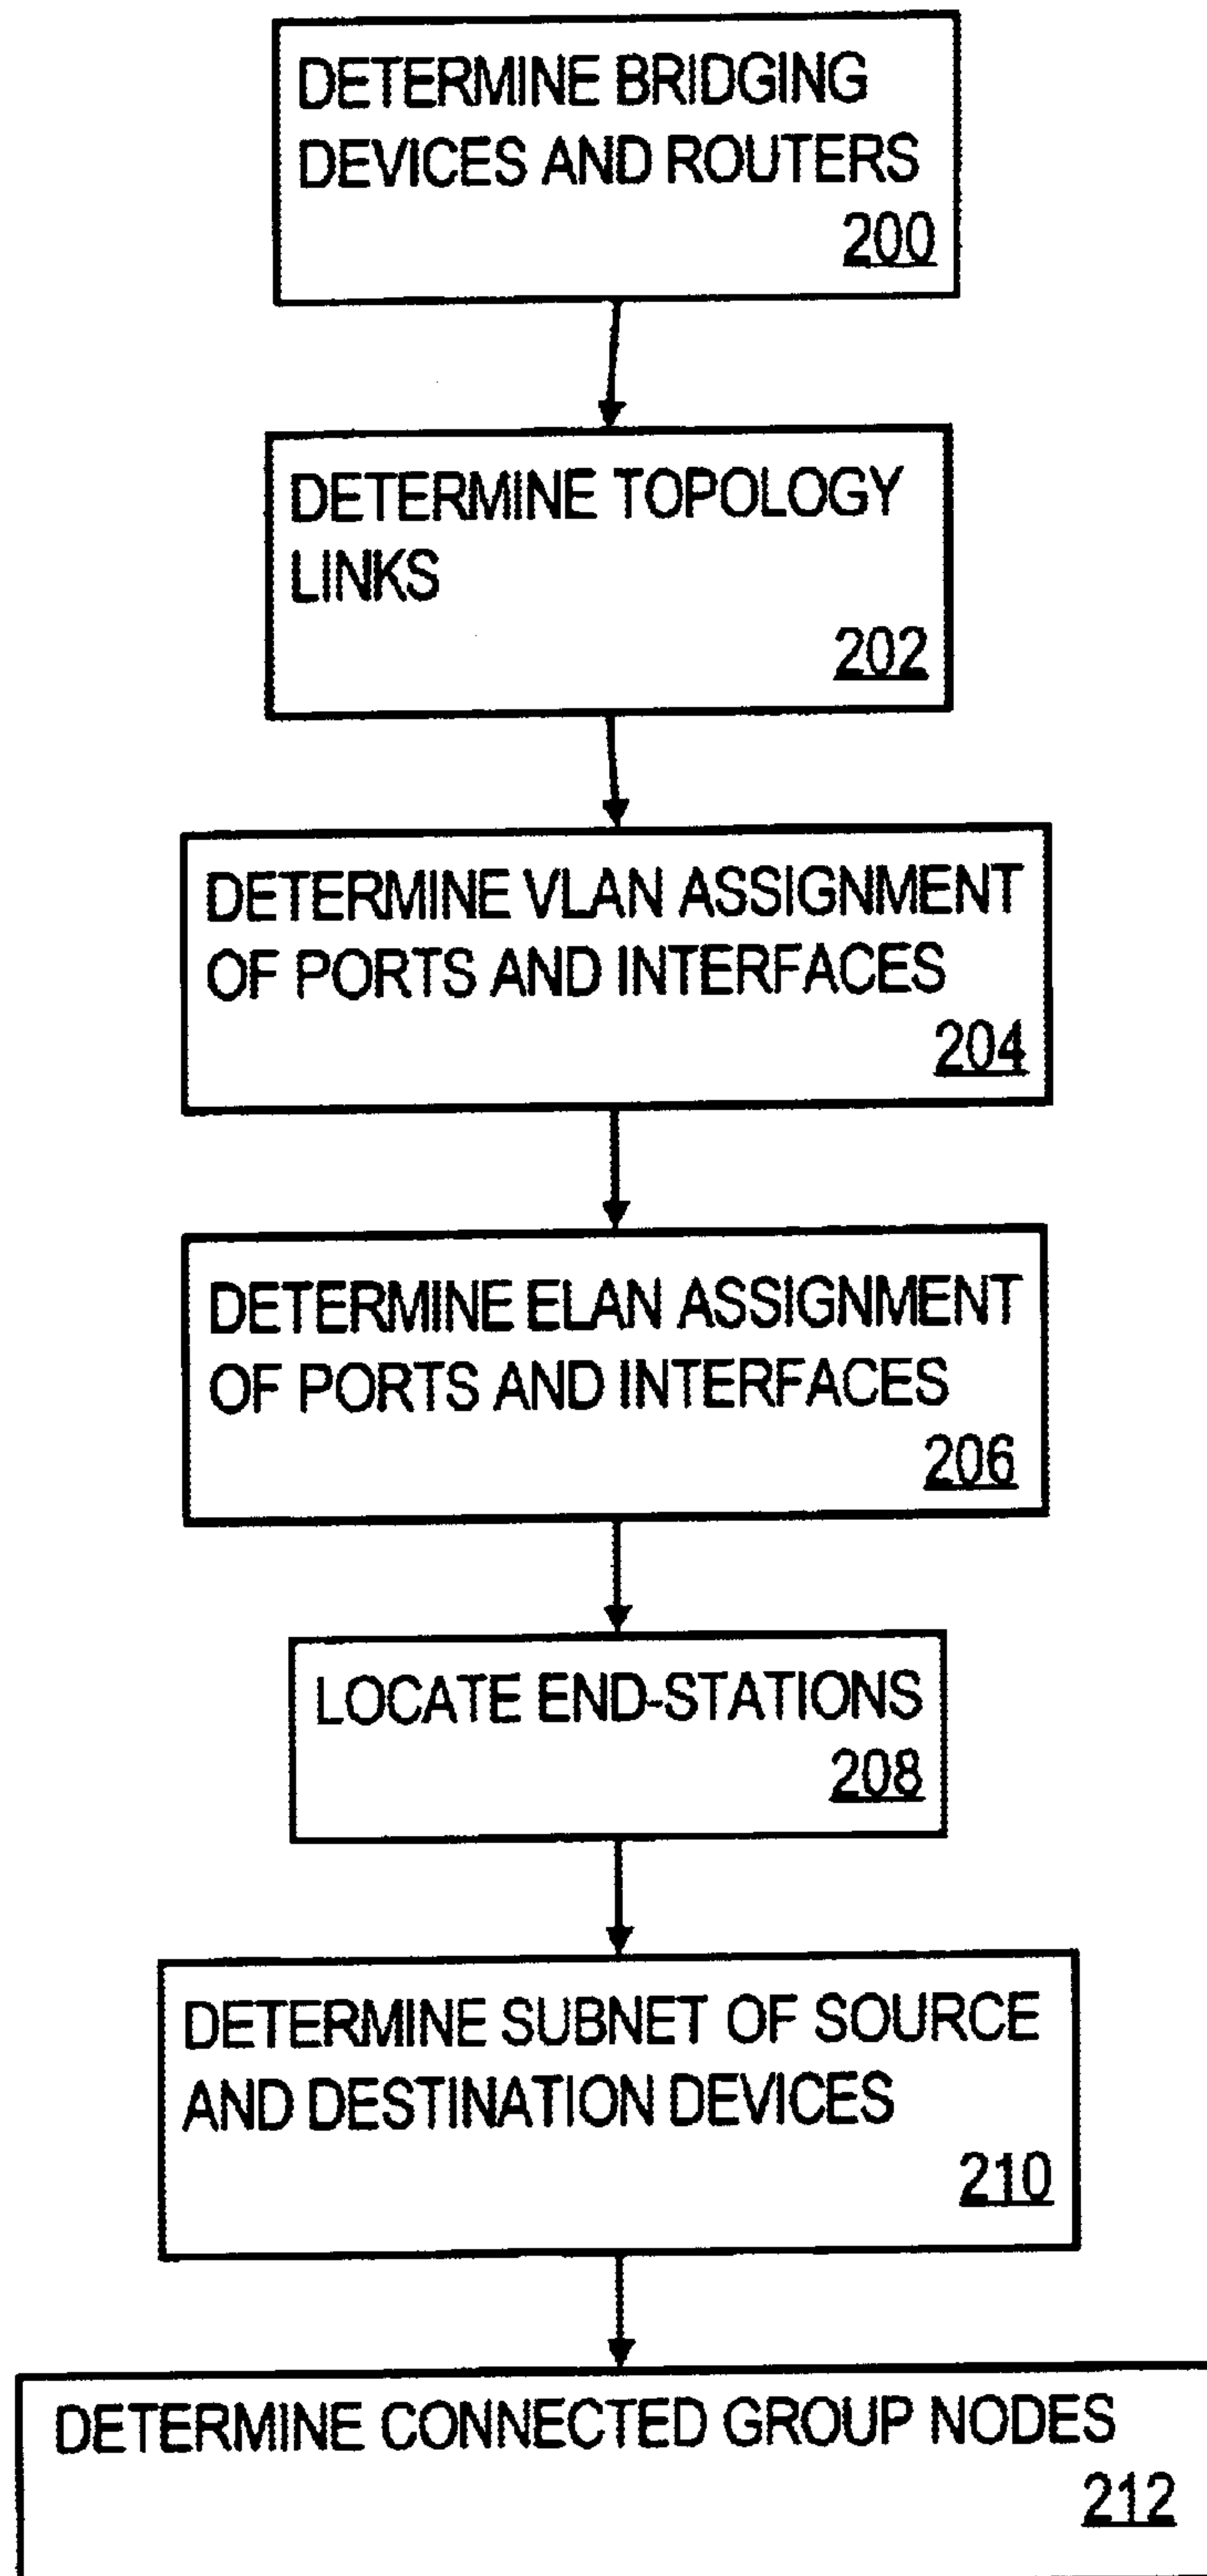 DETERMINE BRIDGING
DEVICES AND ROUTERS
200
DETERMINE TOPOLOGY
LINKS
202
DETERMINE VLAN ASSIGNMENT
OF PORTS AND INTERFACES
204
DETERMINE ELAN ASSIGNMENT
OF PORTS AND INTERFACES
206
LOCATE END-STATIONS
208
DETERMINE SUBNET OF SOURCE
AND DESTINATION DEVICES
210
DETERMINE CONNECTED GROUP NODES
212